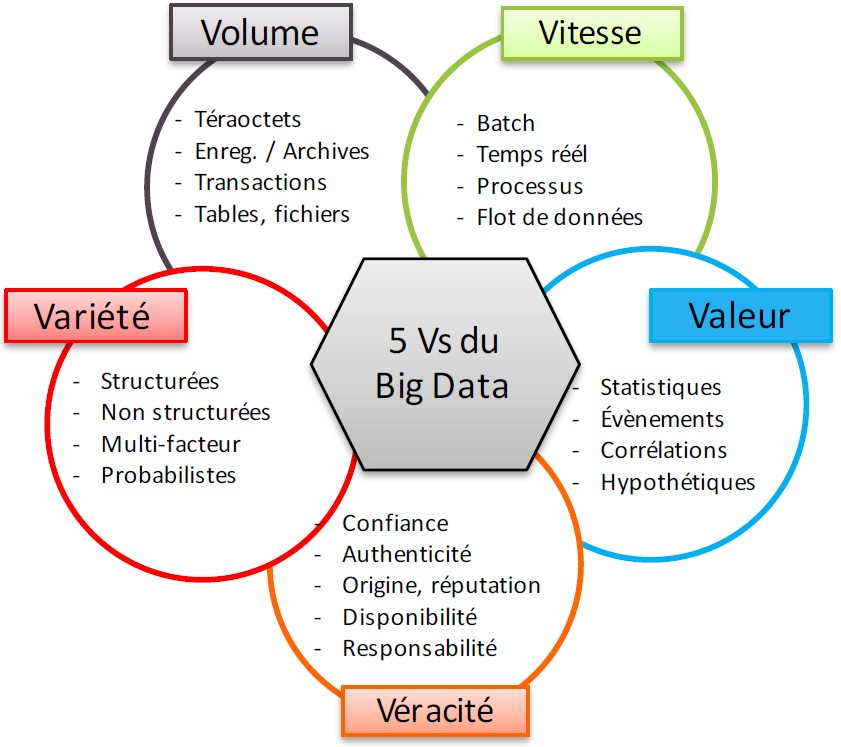 Volume
- Téraoctets
- Enreg. / Archives
- Transactions
- Tables, fichiers
Vitesse
- Batch
- Temps réél
- Processus
- Flot de données
Variété
- Structurées
- Non structurées
- Multi-facteur
- Probabilistes
5 Vs du
Big Data
Valeur
- Statistiques
- Évènements
- Corrélations
- Hypothétiques
- Confiance
- Authenticité
- Origine, réputation
- Disponibilité
- Responsabilité
Véracité